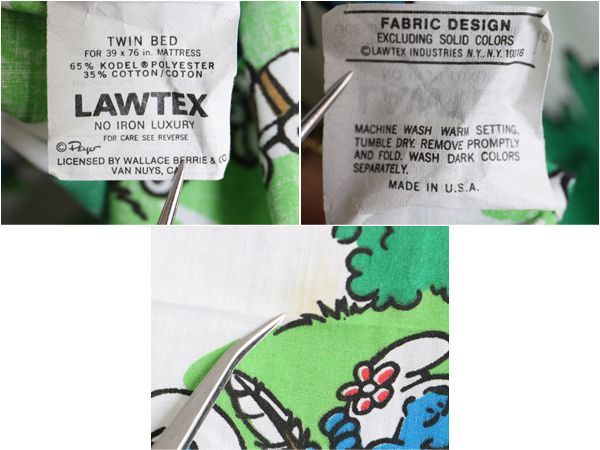 TWIN BED
FOR 39 x 76 in. MATTRESS
65% KODEL® POLYESTER
35% COTTON/COTON
LAWTEX
NO IRON LUXURY
FOR CARE SEE REVERSE
© Peyo
LICENSED BY WALLACE BERRIE & CO
VAN NUYS, CA
FABRIC DESIGN
EXCLUDING SOLID COLORS
©LAWTEX INDUSTRIES N.Y., N.Y. 10016
MACHINE WASH WARM SETTING,
TUMBLE DRY. REMOVE PROMPTLY
AND FOLD. WASH DARK COLORS
SEPARATELY.
MADE IN U.S.A.